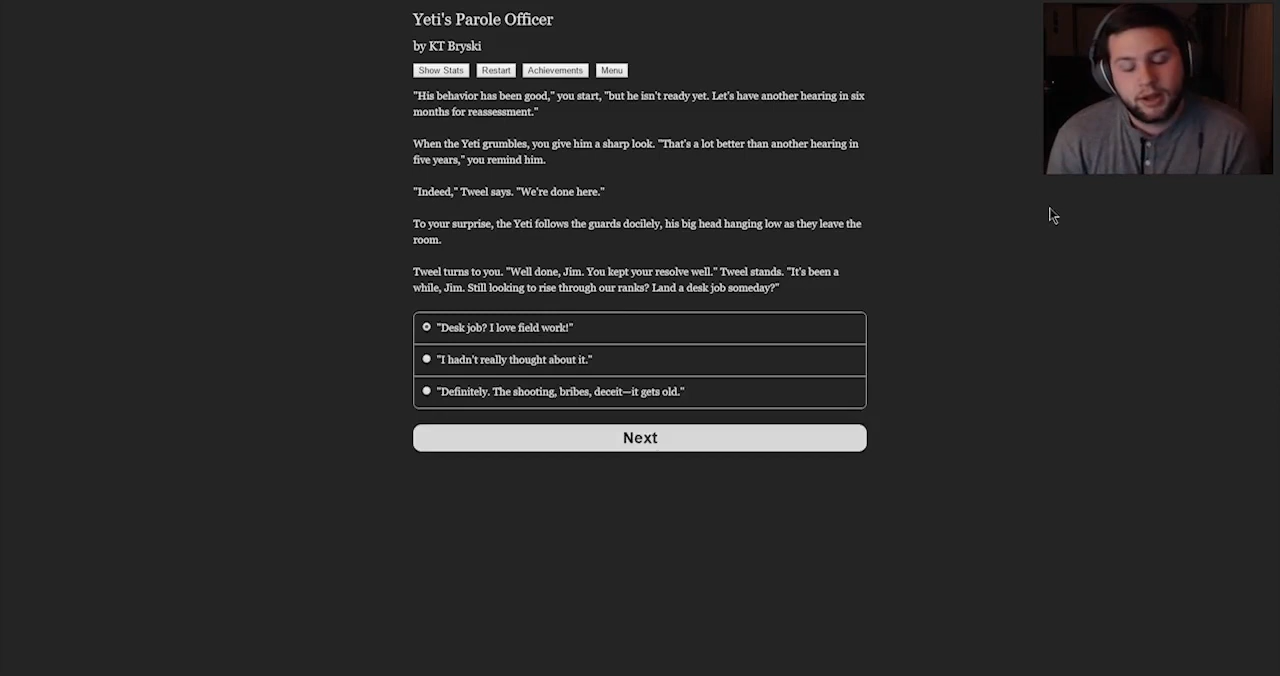 Yeti's Parole Officer
by KT Bryski
Show Stats Restart Achievements Menu
"His behavior has been good," you start, "but he isn't ready yet. Let's have another hearing in six
months for reassessment."
When the Yeti grumbles, you give him a sharp look. "That's a lot better than another hearing in
five years," you remind him.
"Indeed," Tweel says. "We're done here."
To your surprise, the Yeti follows the guards docilely, his big head hanging low as they leave the
room.
Tweel turns to you. "Well done, Jim. You kept your resolve well." Tweel stands. "It's been a
while, Jim. Still looking to rise through our ranks? Land a desk job someday?"
"Desk job? I love field work!"
"I hadn't really thought about it."
"Definitely. The shooting, bribes, deceit—it gets old."
Next